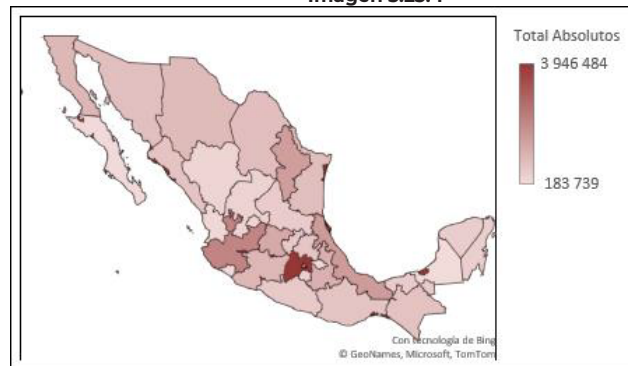 Total Absolutos
3 946 484
183 739
Con tecnología de Bing
© GeoNames, Microsoft, TomTom